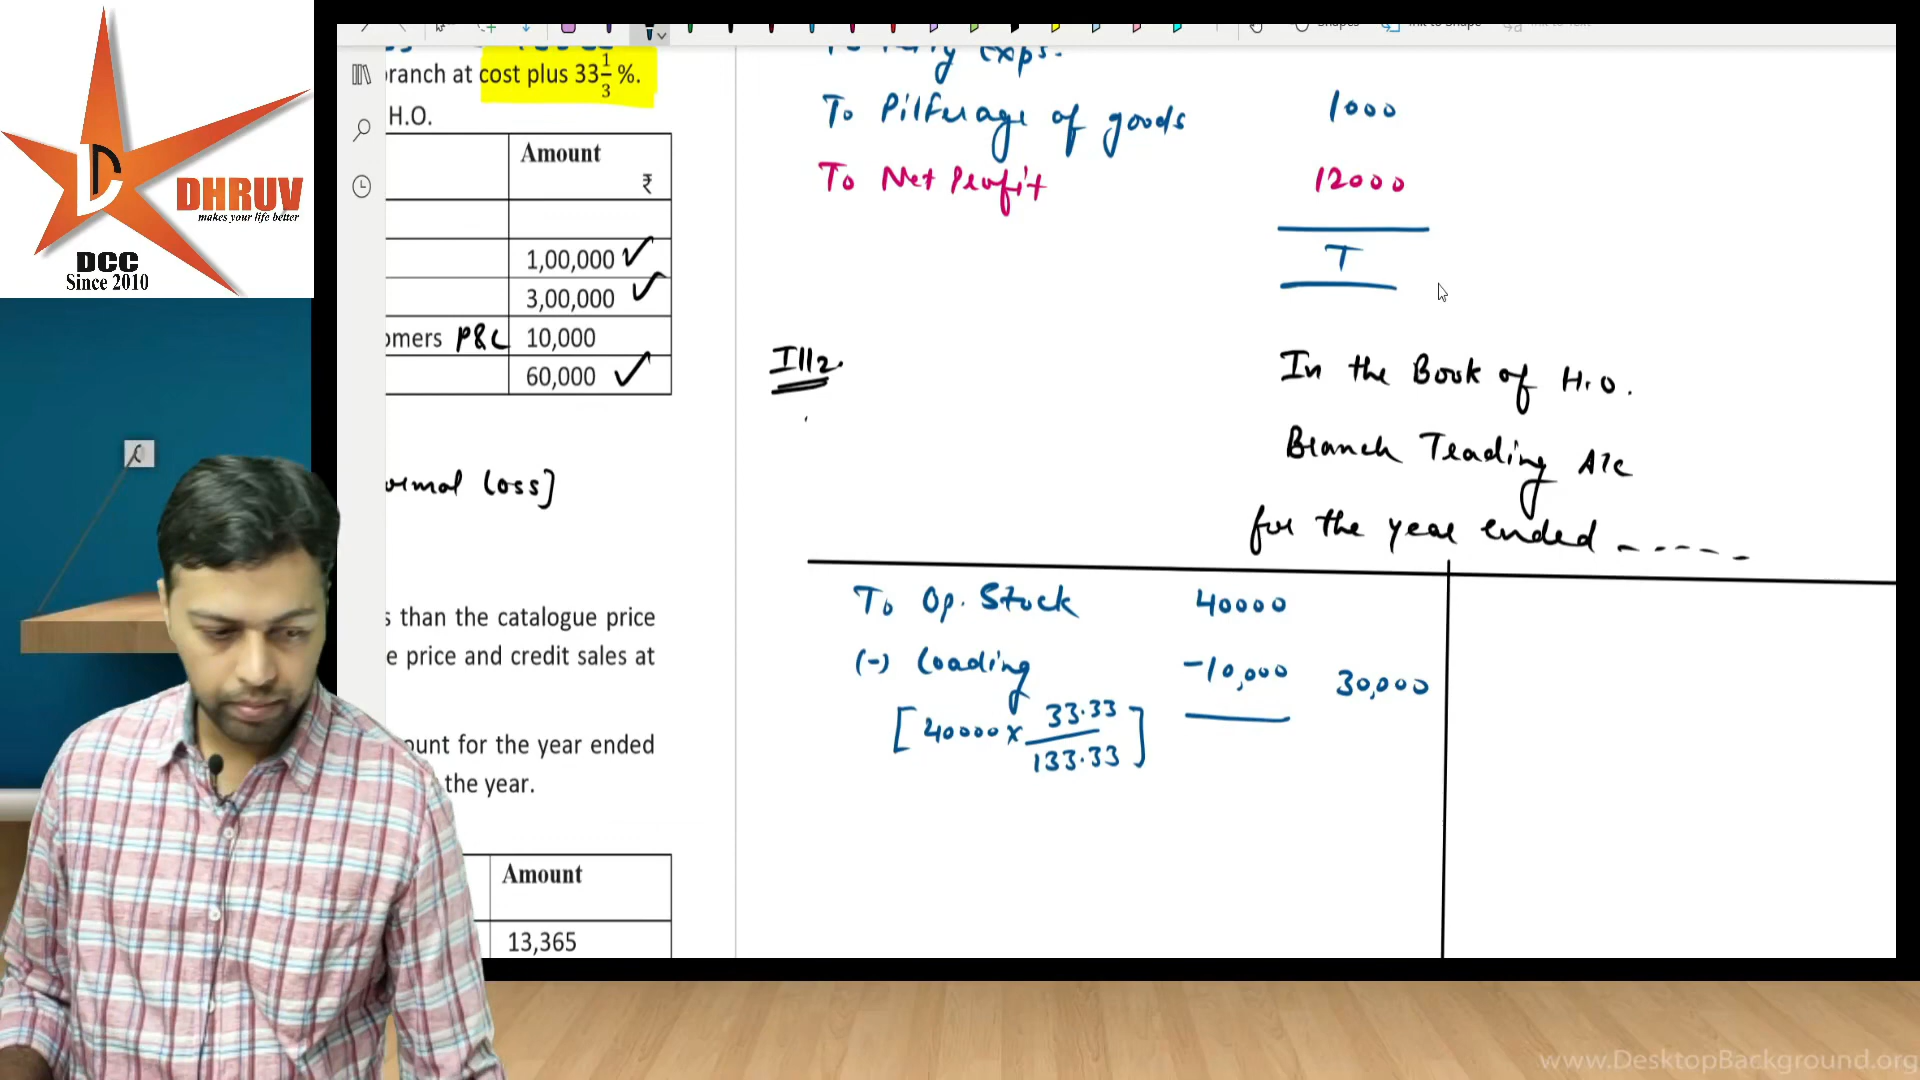 DHRUV
makes your life better
DCC
Since 2010
ranch at cost plus 33 1/3 %.
H.O.
Amount
₹
1,00,000 ✓
3,00,000 ✓
omers P&L 10,000
60,000 ✓
ormal loss]
s than the catalogue price
e price and credit sales at
ount for the year ended
the year.
Amount
13,365
Exps.
To Pilferage of goods 1000
To Net Profit 12000
T
Ill2.
In the Book of H.O.
Branch Trading A/c
for the year ended ------
To Op. Stock 40000
(-) Loading -10,000 30,000
[40000 x 33.33/133.33]
www.DesktopBackground.org